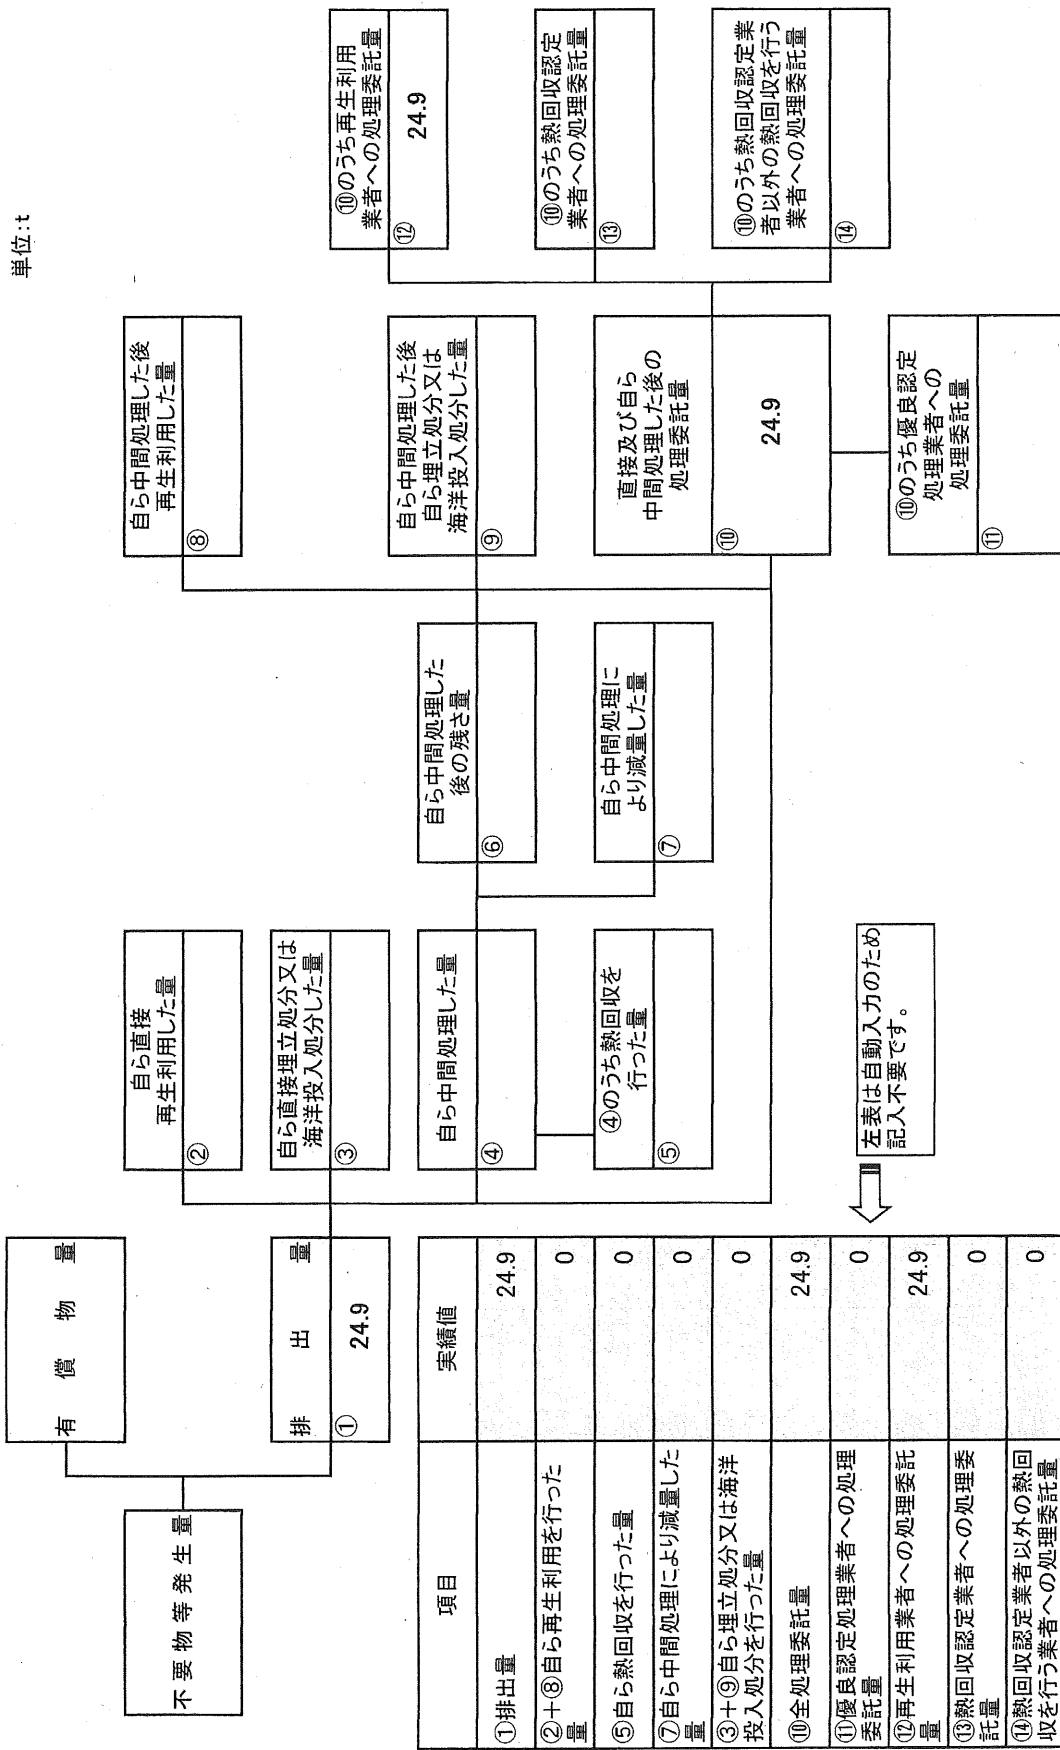 単位:t
不要物等発生量
有償物量
排出量
①
24.9
自ら直接
再生利用した量
②
自ら直接埋立処分又は
海洋投入処分した量
③
自ら中間処理した量
④
④のうち熱回収を
行った量
⑤
自ら中間処理した
後の残さ量
⑥
自ら中間処理に
より減量した量
⑦
自ら中間処理した後
再生利用した量
⑧
自ら中間処理した後
自ら埋立処分又は
海洋投入処分した量
⑨
直接及び自ら
中間処理した後の
処理委託量
⑩
24.9
⑩のうち優良認定
処理業者への
処理委託量
⑪
⑩のうち再生利用
業者への処理委託量
⑫
24.9
⑩のうち熱回収認定
業者への処理委託量
⑬
⑩のうち熱回収認定業
者以外の熱回収を行う
業者への処理委託量
⑭
項目 実績値
①排出量 24.9
②+⑧自ら再生利用を行った
量 0
⑤自ら熱回収を行った量 0
⑦自ら中間処理により減量した
量 0
③+⑨自ら埋立処分又は海洋
投入処分を行った量 0
⑩全処理委託量 24.9
⑪優良認定処理業者への処理
委託量 0
⑫再生利用業者への処理委託
量 24.9
⑬熱回収認定業者への処理委
託量 0
⑭熱回収認定業者以外の熱回
収を行う業者への処理委託量 0
左表は自動入力のため
記入不要です。